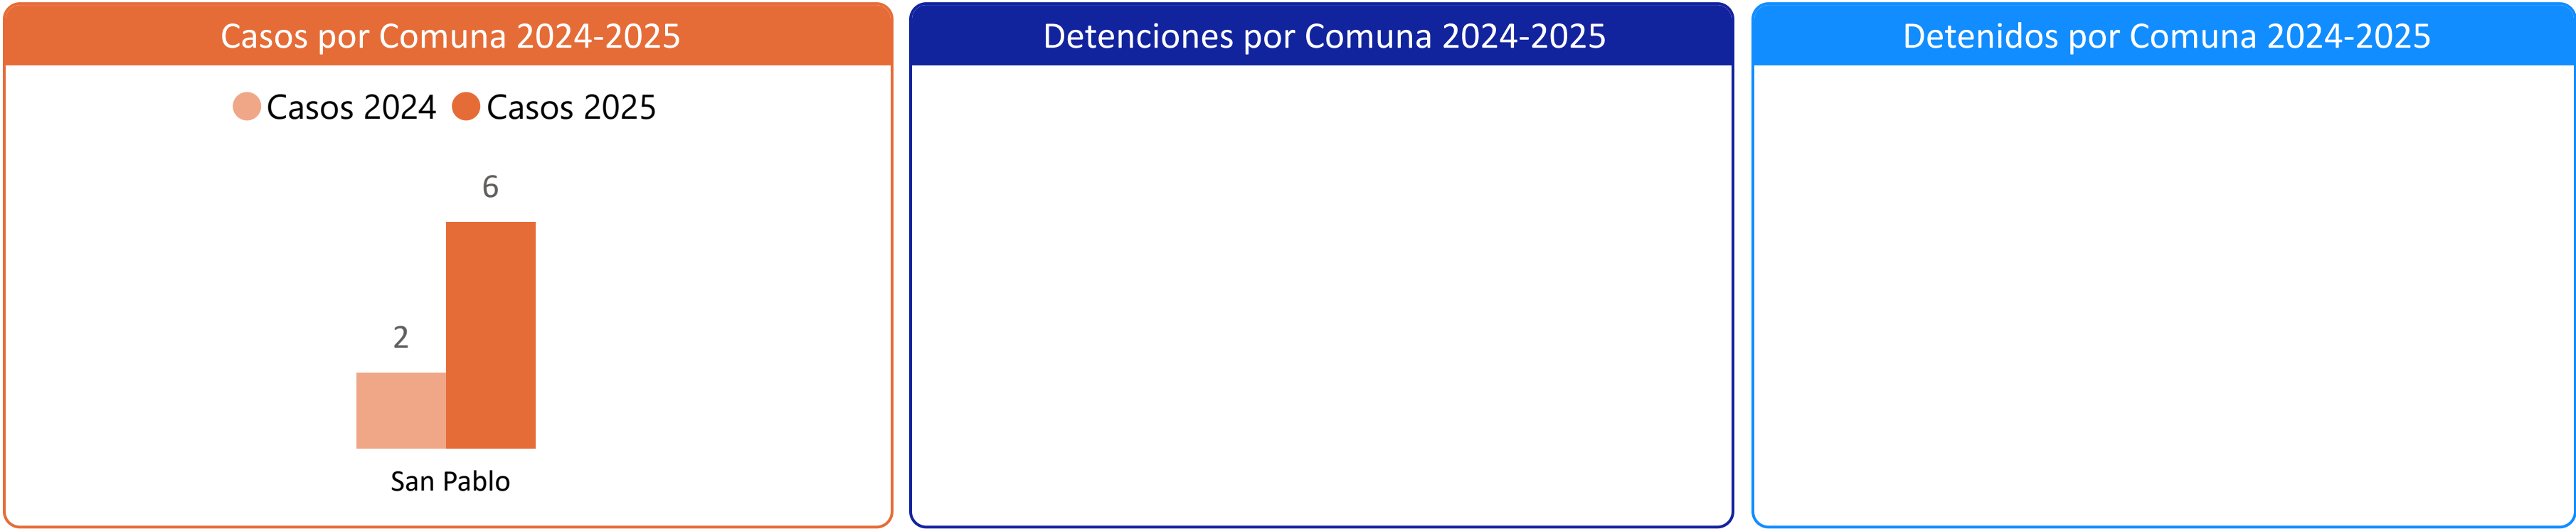 Casos por Comuna 2024-2025
Casos 2024 Casos 2025
6
2
San Pablo
Detenciones por Comuna 2024-2025
Detenidos por Comuna 2024-2025